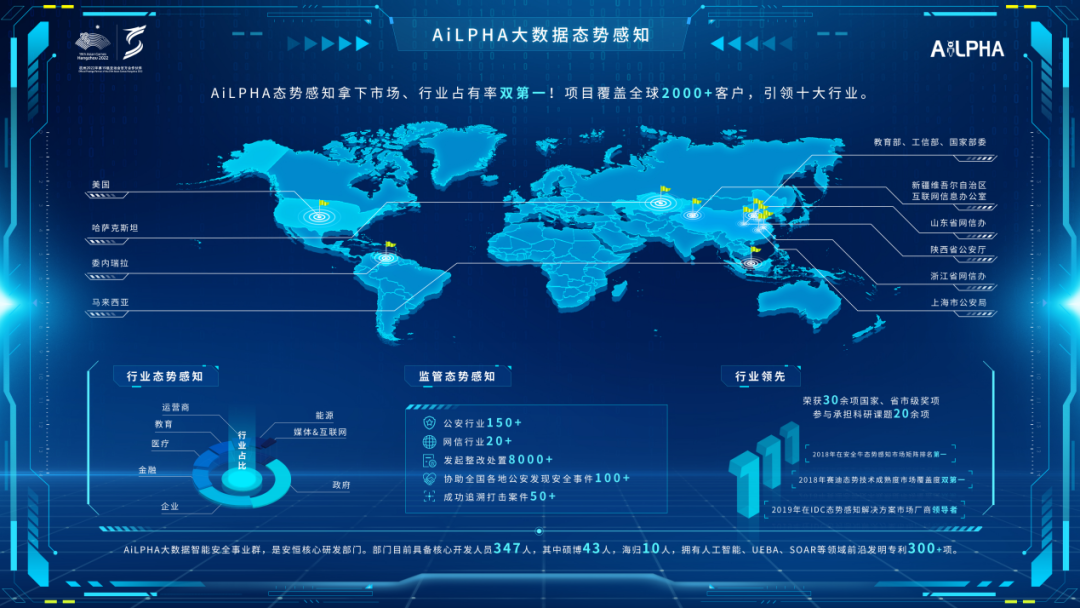 AiLPHA大数据态势感知
Hangzhou 2022
AiLPHA
AiLPHA态势感知拿下市场、行业占有率双第一！项目覆盖全球2000+客户，引领十大行业。
美国
哈萨克斯坦
委内瑞拉
马来西亚
教育部、工信部、国家部委
新疆维吾尔自治区
互联网信息办公室
山东省网信办
陕西省公安厅
浙江省网信办
上海市公安局
行业态势感知
运营商
教育
医疗
金融
企业
行业占比
能源
媒体&互联网
政府
监管态势感知
公安行业150+
网信行业20+
发起整改处置8000+
协助全国各地公安发现安全事件100+
成功追溯打击案件50+
行业领先
荣获30余项国家、省市级奖项
参与承担科研课题20余项
2018年在安全牛态势感知市场矩阵排名第一
2018年赛迪态势技术成熟度市场覆盖度双第一
2019年在IDC态势感知解决方案市场厂商领导者
AiLPHA大数据智能安全事业群，是安恒核心研发部门。部门目前具备核心开发人员347人，其中硕博43人，海归10人，拥有人工智能、UEBA、SOAR等领域前沿发明专利300+项。